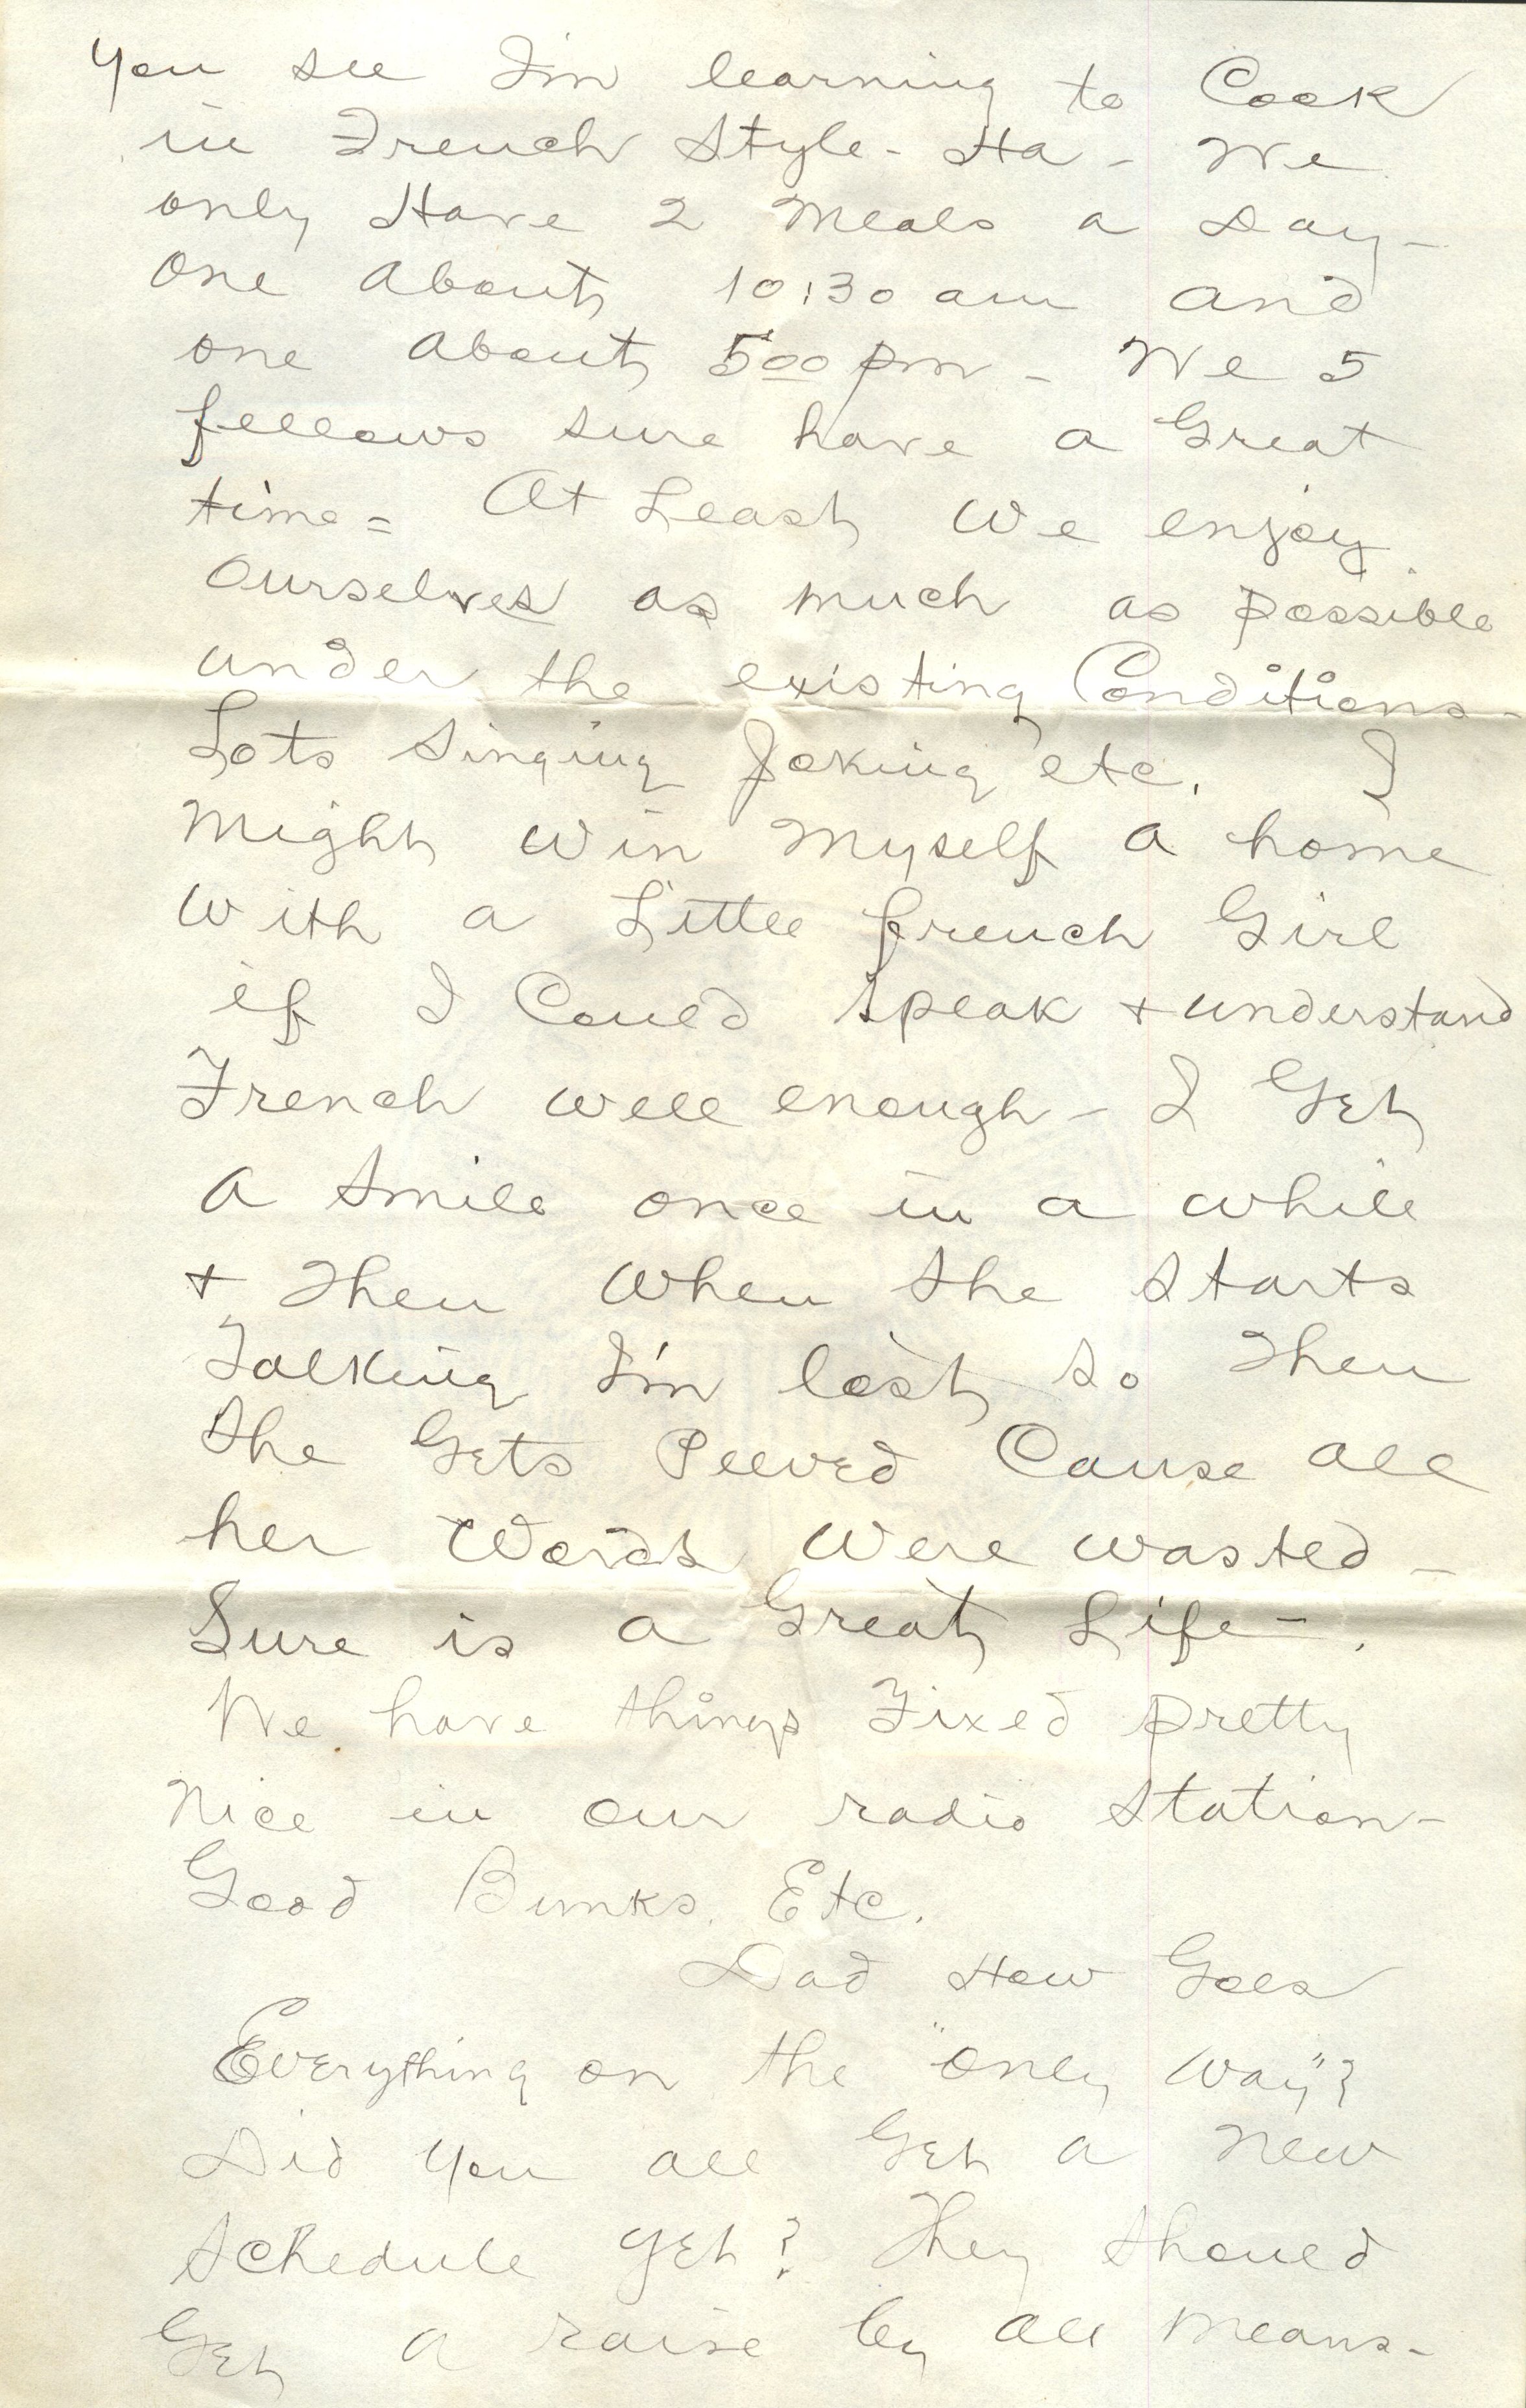 You see I'm learning to Cook
in French Style - Ha - We
only Have 2 Meals a Day -
One About 10:30 am and
one About 5:00 pm - We 5
fellows sure have a Great
time = At Least We enjoy
Ourselves as much as possible
under the existing Conditions -
Lots Singing Joking etc. I
Might Win Myself a home
With a Little french Girl
if I Could Speak + understand
French well enough - I Get
A Smile once in a while
+ Then When She Starts
Talking I'm lost so Then
She Gets Peeved Cause all
her Words Were wasted -
Sure is a Great Life - .
We have things Fixed pretty
Nice in our radio Station -
Good Bunks. Etc.
Dad How Goes
Everything on the "only Way"?
Did You all Get a New
Schedule yet? They Should
Get a raise by all Means -